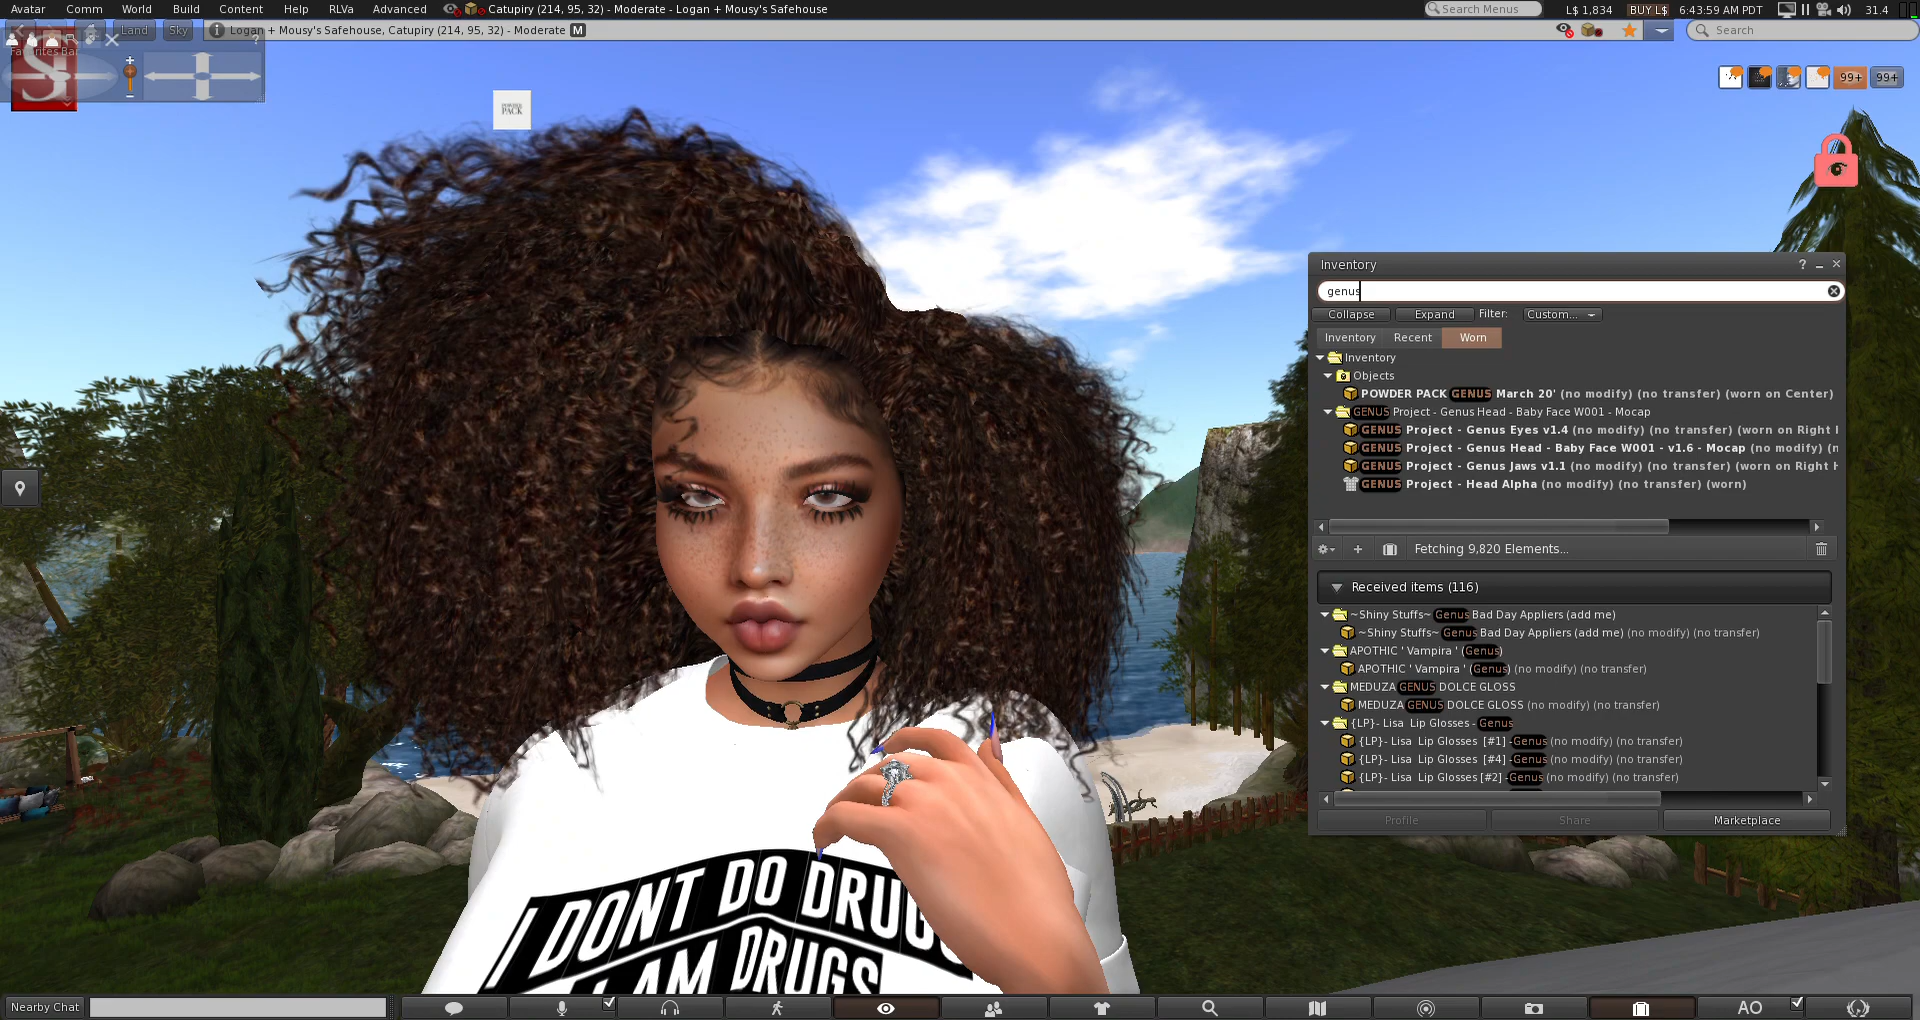 Avatar Comm World Build Content Help RLVa Advanced Catupiry (214, 95, 32) - Moderate - Logan + Mousy's Safehouse
Search Menus L$ 1,834 BUY L$ 6:43:59 AM PDT 31.4
Land Sky Logan + Mousy's Safehouse, Catupiry (214, 95, 32) - Moderate M
Search
Favorites Bar
?
99+ 99+
POWDER
PACK
Inventory
genus
Collapse Expand Filter: Custom...
Inventory Recent Worn
Inventory
Objects
POWDER PACK GENUS March 20' (no modify) (no transfer) (worn on Center)
GENUS Project - Genus Head - Baby Face W001 - Mocap
GENUS Project - Genus Eyes v1.4 (no modify) (no transfer) (worn on Right H
GENUS Project - Genus Head - Baby Face W001 - v1.6 - Mocap (no modify) (n
GENUS Project - Genus Jaws v1.1 (no modify) (no transfer) (worn on Right H
GENUS Project - Head Alpha (no modify) (no transfer) (worn)
Fetching 9,820 Elements...
Received items (116)
~Shiny Stuffs~ Genus Bad Day Appliers (add me)
~Shiny Stuffs~ Genus Bad Day Appliers (add me) (no modify) (no transfer)
APOTHIC ' Vampira ' (Genus)
APOTHIC ' Vampira ' (Genus) (no modify) (no transfer)
MEDUZA GENUS DOLCE GLOSS
MEDUZA GENUS DOLCE GLOSS (no modify) (no transfer)
{LP}- Lisa Lip Glosses - Genus
{LP}- Lisa Lip Glosses [#1] -Genus (no modify) (no transfer)
{LP}- Lisa Lip Glosses [#4] -Genus (no modify) (no transfer)
{LP}- Lisa Lip Glosses [#2] -Genus (no modify) (no transfer)
Profile Share Marketplace
I DONT DO DRUG
I AM DRUGS
Nearby Chat AO